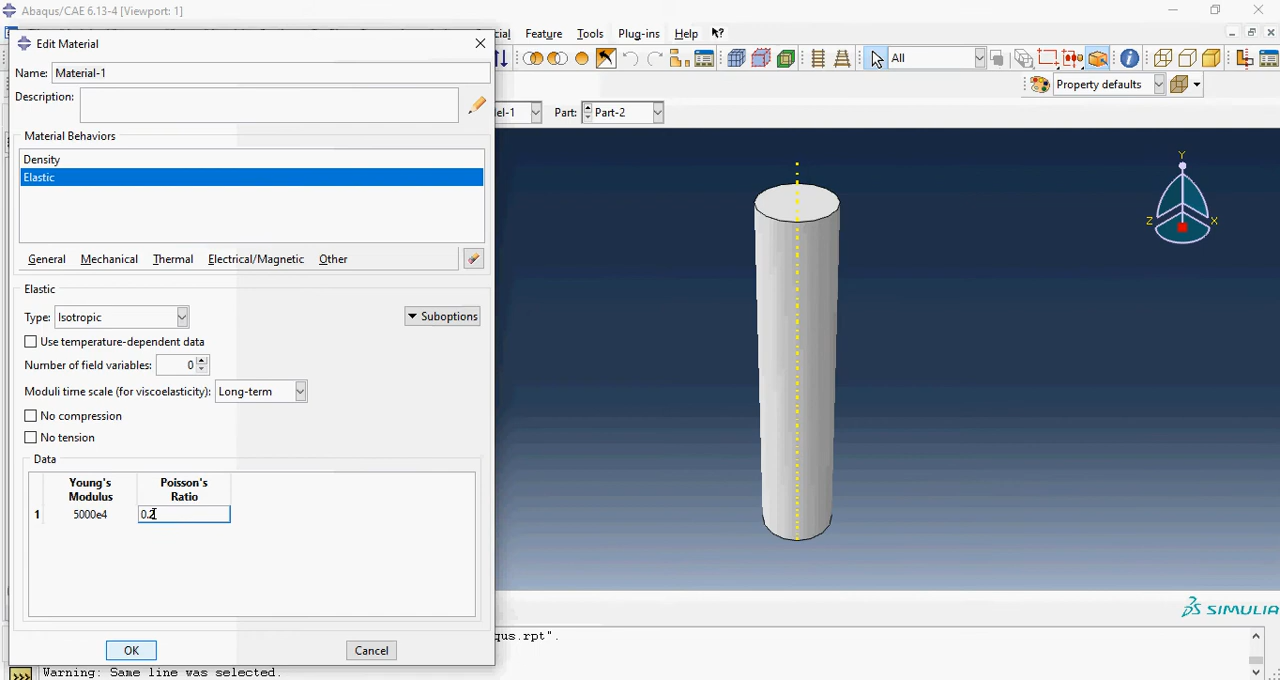 Abaqus/CAE 6.13-4 [Viewport: 1]
Feature Tools Plug-ins Help
Edit Material
All
Name: Material-1
Property defaults
Description:
Part: Part-2
Material Behaviors
Density
Elastic
Y
Z X
General Mechanical Thermal Electrical/Magnetic Other
Elastic
Type: Isotropic
Suboptions
Use temperature-dependent data
Number of field variables: 0
Moduli time scale (for viscoelasticity): Long-term
No compression
No tension
Data
Young's Modulus
Poisson's Ratio
1 5000e4 0.2
SIMULIA
OK Cancel
qus.rpt".
>>> Warning: Same line was selected.